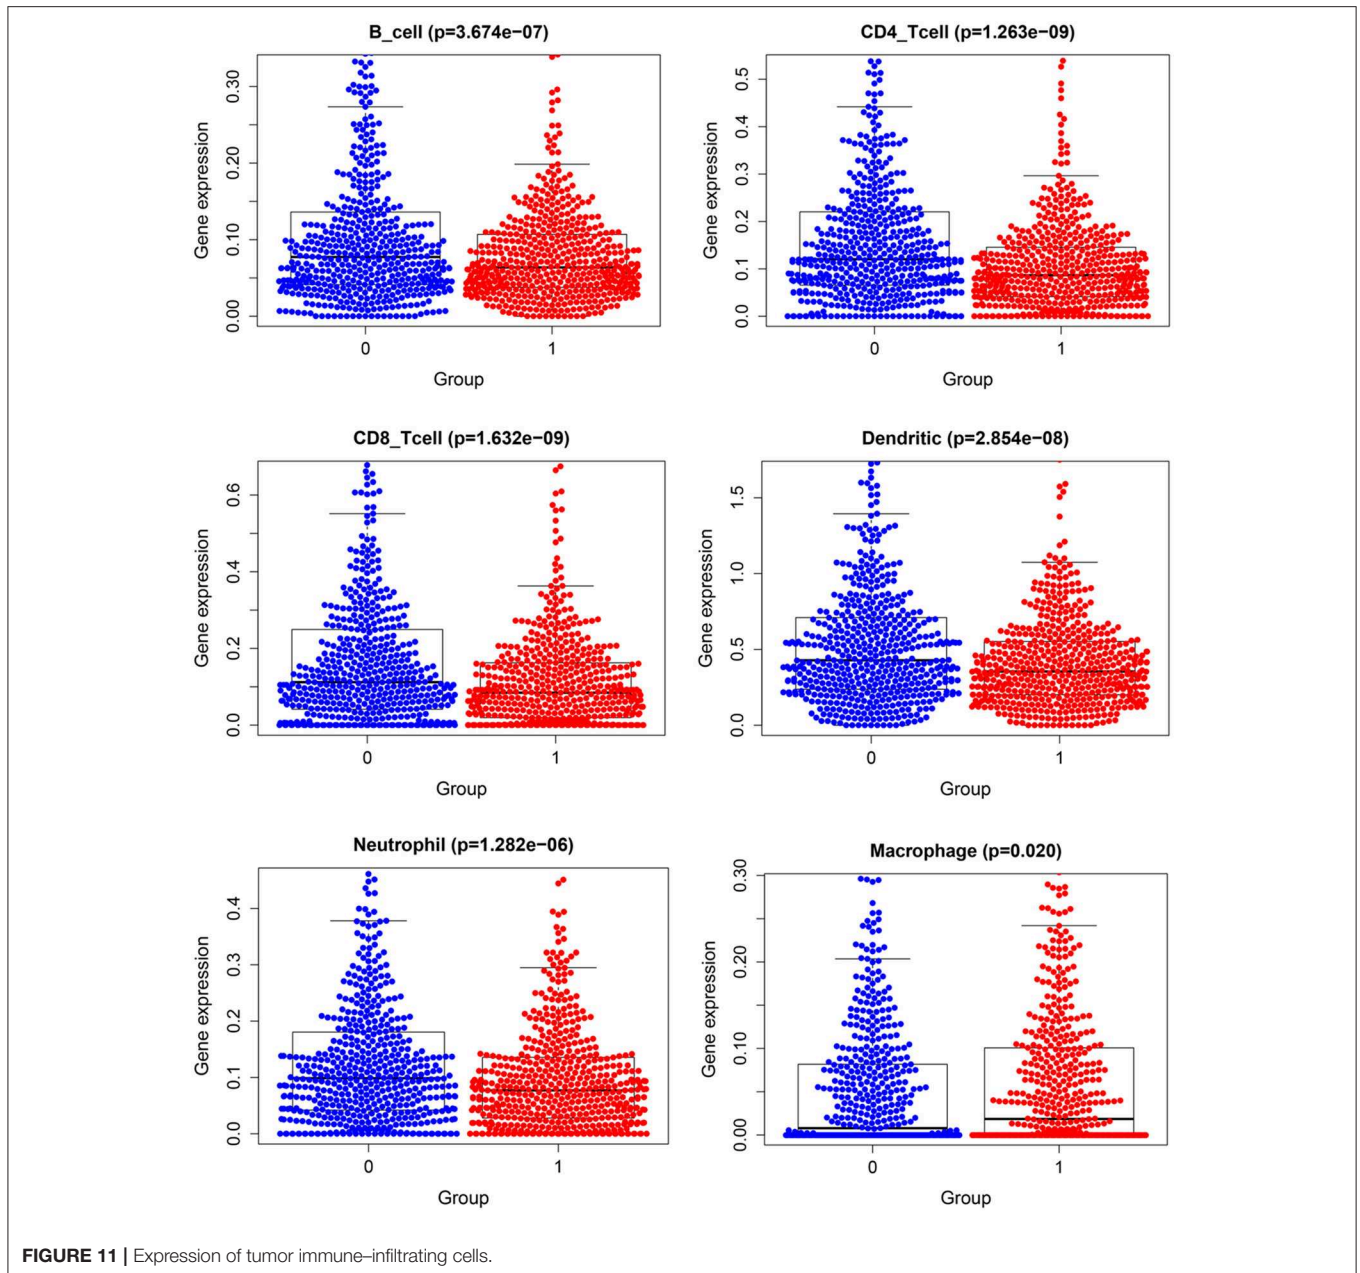 B_cell (p=3.674e−07)
Gene expression
0.00 0.10 0.20 0.30
0 1
Group
CD4_Tcell (p=1.263e−09)
Gene expression
0.0 0.1 0.2 0.3 0.4 0.5
0 1
Group
CD8_Tcell (p=1.632e−09)
Gene expression
0.0 0.2 0.4 0.6
0 1
Group
Dendritic (p=2.854e−08)
Gene expression
0.0 0.5 1.0 1.5
0 1
Group
Neutrophil (p=1.282e−06)
Gene expression
0.0 0.1 0.2 0.3 0.4
0 1
Group
Macrophage (p=0.020)
Gene expression
0.00 0.10 0.20 0.30
0 1
Group
FIGURE 11 | Expression of tumor immune–infiltrating cells.